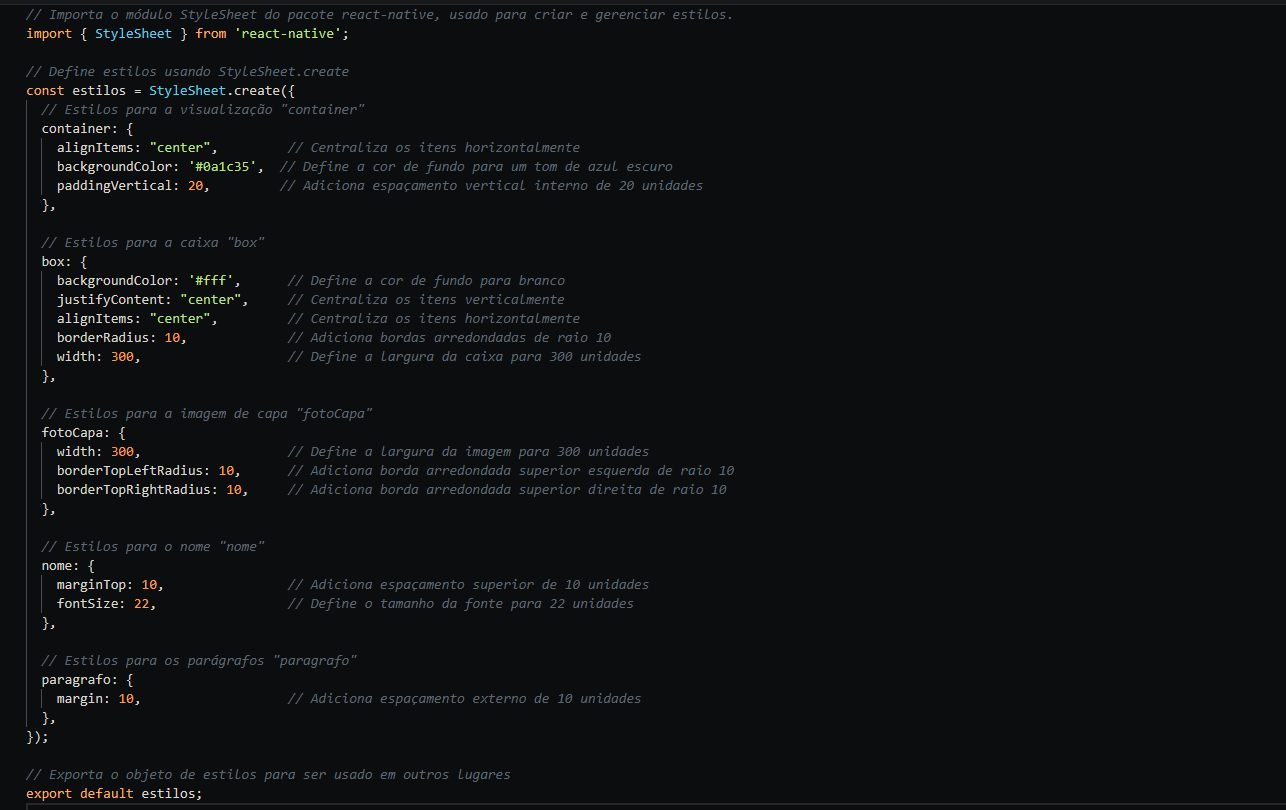 // Importa o módulo StyleSheet do pacote react-native, usado para criar e gerenciar estilos.
import { StyleSheet } from 'react-native';
// Define estilos usando StyleSheet.create
const estilos = StyleSheet.create({
// Estilos para a visualização "container"
container: {
alignItems: "center", // Centraliza os itens horizontalmente
backgroundColor: '#0a1c35', // Define a cor de fundo para um tom de azul escuro
paddingVertical: 20, // Adiciona espaçamento vertical interno de 20 unidades
},
// Estilos para a caixa "box"
box: {
backgroundColor: '#fff', // Define a cor de fundo para branco
justifyContent: "center", // Centraliza os itens verticalmente
alignItems: "center", // Centraliza os itens horizontalmente
borderRadius: 10, // Adiciona bordas arredondadas de raio 10
width: 300, // Define a largura da caixa para 300 unidades
},
// Estilos para a imagem de capa "fotoCapa"
fotoCapa: {
width: 300, // Define a largura da imagem para 300 unidades
borderTopLeftRadius: 10, // Adiciona borda arredondada superior esquerda de raio 10
borderTopRightRadius: 10, // Adiciona borda arredondada superior direita de raio 10
},
// Estilos para o nome "nome"
nome: {
marginTop: 10, // Adiciona espaçamento superior de 10 unidades
fontSize: 22, // Define o tamanho da fonte para 22 unidades
},
// Estilos para os parágrafos "paragrafo"
paragrafo: {
margin: 10, // Adiciona espaçamento externo de 10 unidades
},
});
// Exporta o objeto de estilos para ser usado em outros lugares
export default estilos;